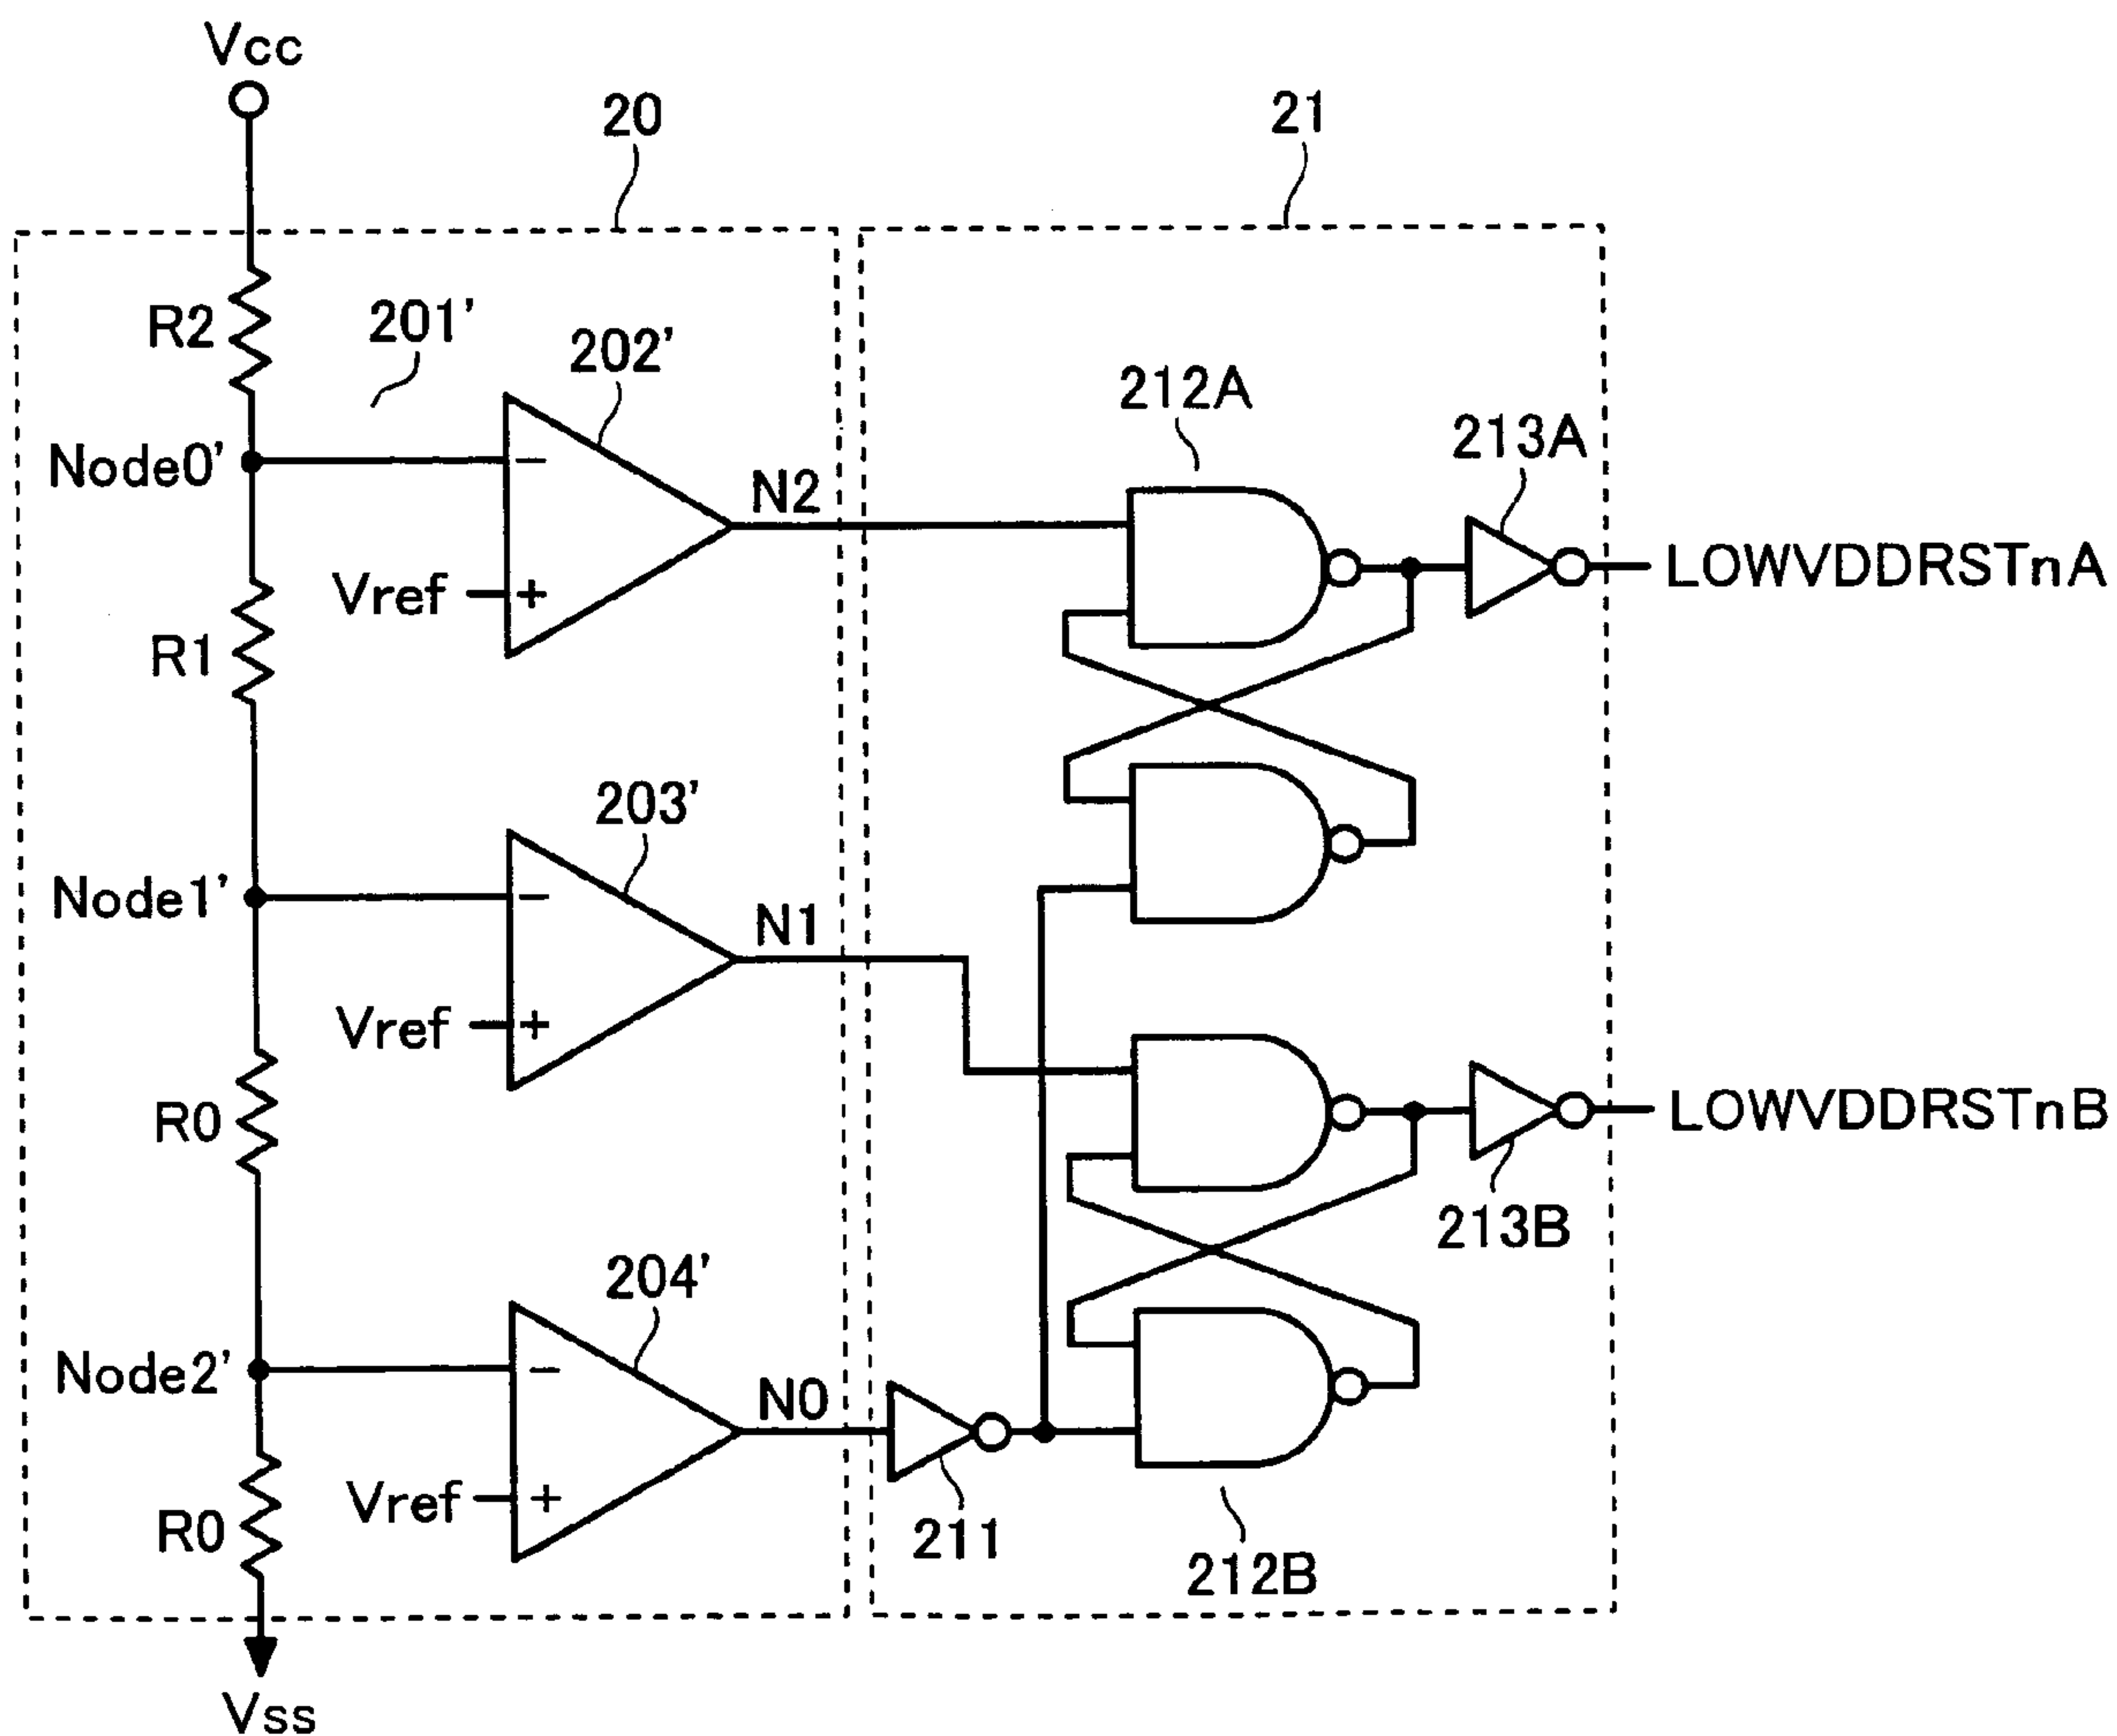 Vcc
20
21
R2
201'
202'
212A
213A
Node0'
−
N2
Vref
+
LOWVDDRSTnA
R1
203'
Node1'
−
N1
Vref
+
R0
LOWVDDRSTnB
213B
204'
Node2'
−
N0
Vref
+
R0
211
212B
Vss